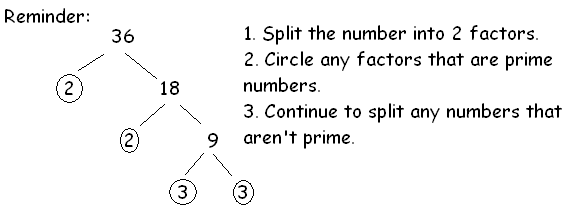 Reminder:
36
2
18
2
9
3
3
1. Split the number into 2 factors.
2. Circle any factors that are prime
numbers.
3. Continue to split any numbers that
aren't prime.